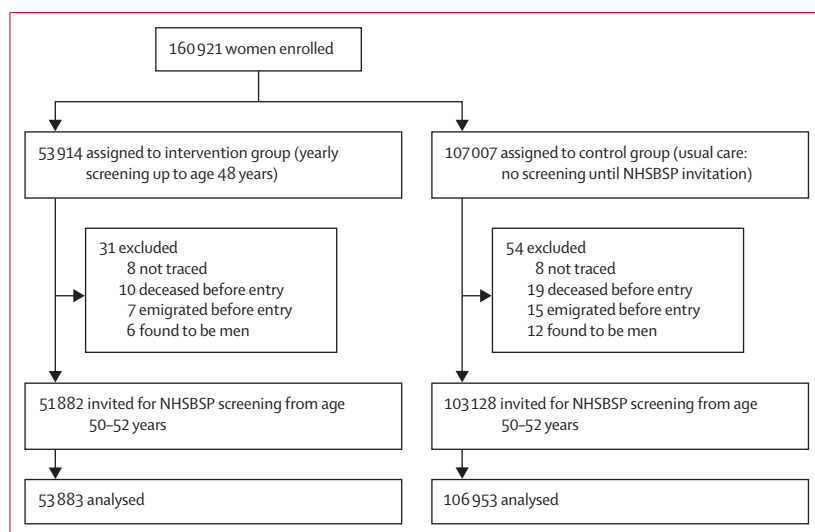 160 921 women enrolled
53 914 assigned to intervention group (yearly
screening up to age 48 years)
107 007 assigned to control group (usual care:
no screening until NHSBSP invitation)
31 excluded
8 not traced
10 deceased before entry
7 emigrated before entry
6 found to be men
54 excluded
8 not traced
19 deceased before entry
15 emigrated before entry
12 found to be men
51 882 invited for NHSBSP screening from age
50–52 years
103 128 invited for NHSBSP screening from age
50–52 years
53 883 analysed
106 953 analysed